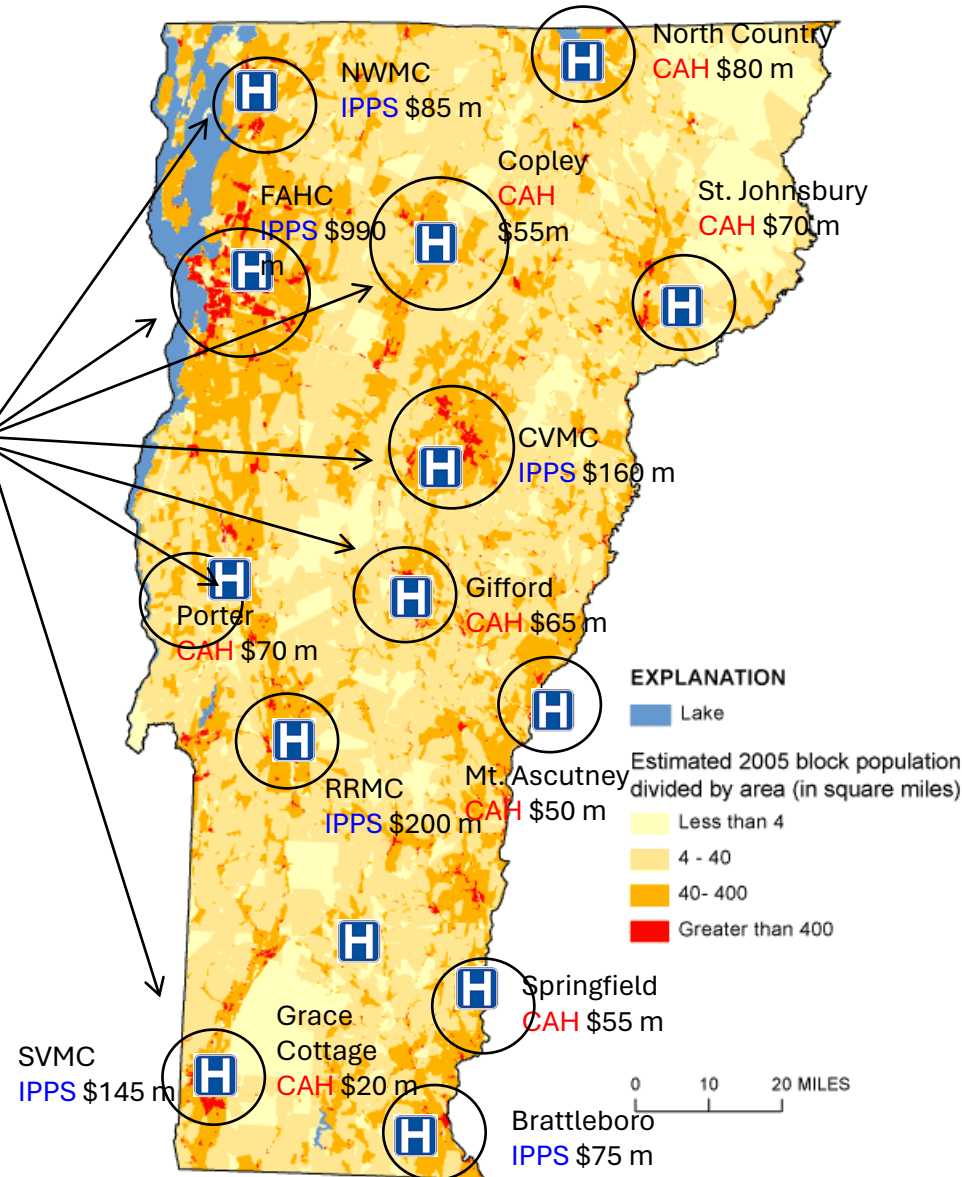 North Country
CAH $80 m
H
NWMC
IPPS $85 m
H
Copley
CAH
$55m
H
St. Johnsbury
CAH $70 m
H
FAHC
IPPS $990
m
H
CVMC
IPPS $160 m
H
Porter
CAH $70 m
H
Gifford
CAH $65 m
H
RRMC
IPPS $200 m
H
Mt. Ascutney
CAH $50 m
H
EXPLANATION
Lake
Estimated 2005 block population
divided by area (in square miles)
Less than 4
4 - 40
40- 400
Greater than 400
H
Springfield
CAH $55 m
H
Grace
Cottage
CAH $20 m
SVMC
IPPS $145 m
H
Brattleboro
IPPS $75 m
H
0 10 20 MILES